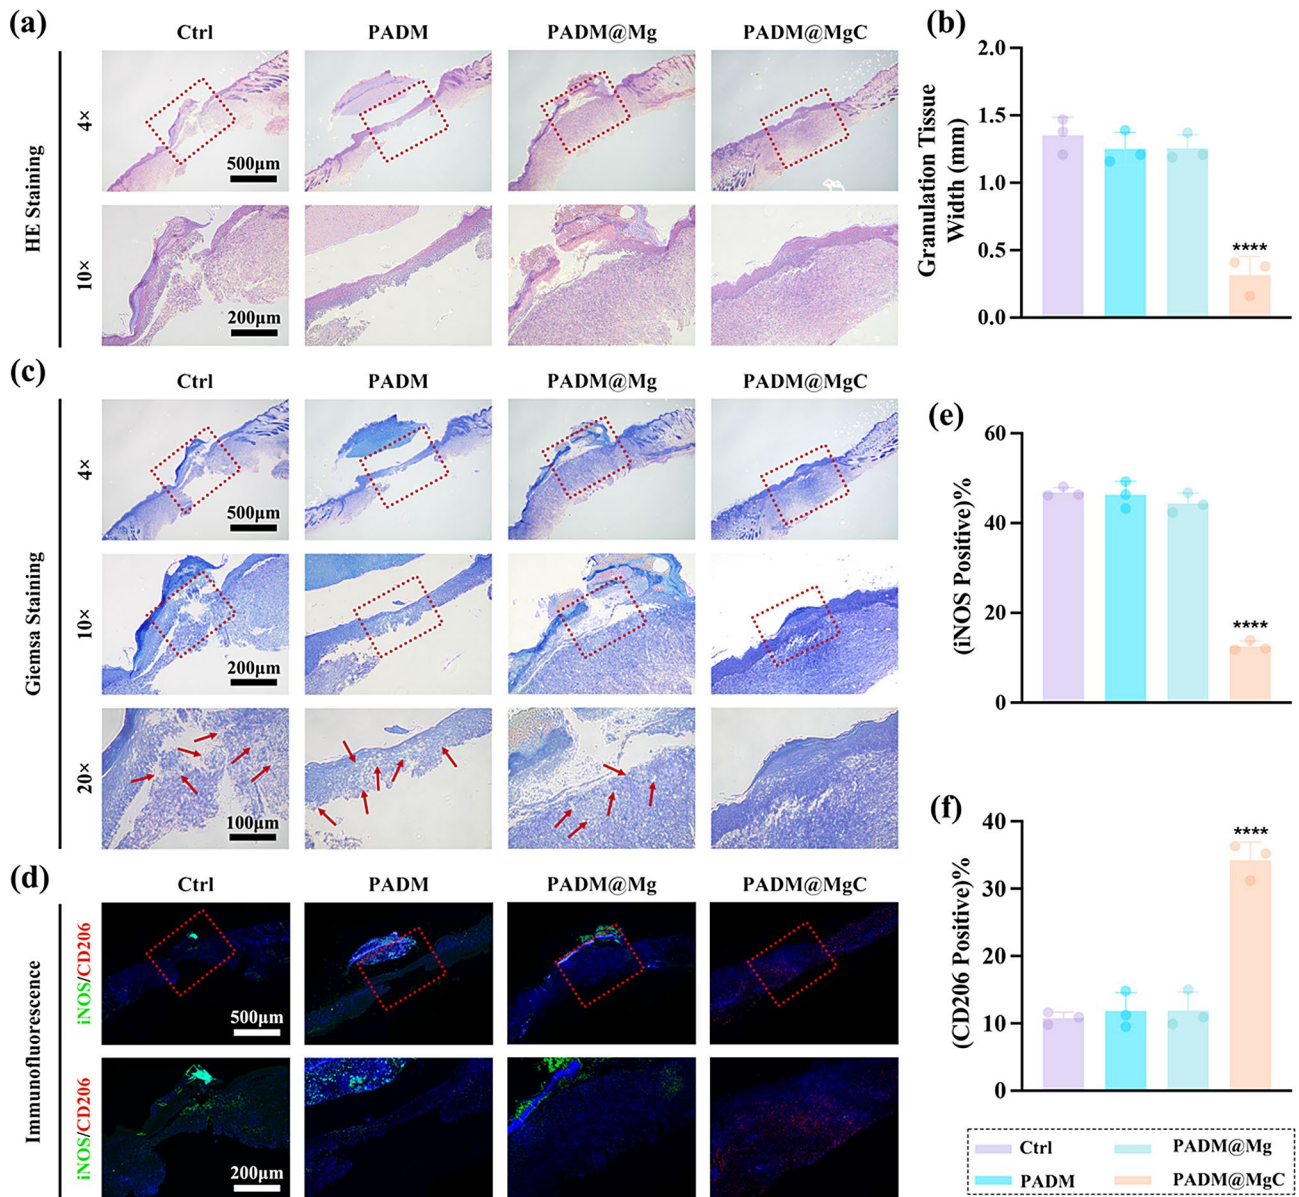 (a)
Ctrl PADM PADM@Mg PADM@MgC
HE Staining
4×
500μm
10×
200μm
(b)
Granulation Tissue
Width (mm)
2.0
1.5
1.0
0.5
0.0
****
(c)
Ctrl PADM PADM@Mg PADM@MgC
Giemsa Staining
4×
500μm
10×
200μm
20×
100μm
(e)
(iNOS Positive)%
60
40
20
0
****
(d)
Ctrl PADM PADM@Mg PADM@MgC
Immunofluorescence
iNOS/CD206
500μm
iNOS/CD206
200μm
(f)
(CD206 Positive)%
40
30
20
10
0
****
Ctrl PADM@Mg
PADM PADM@MgC